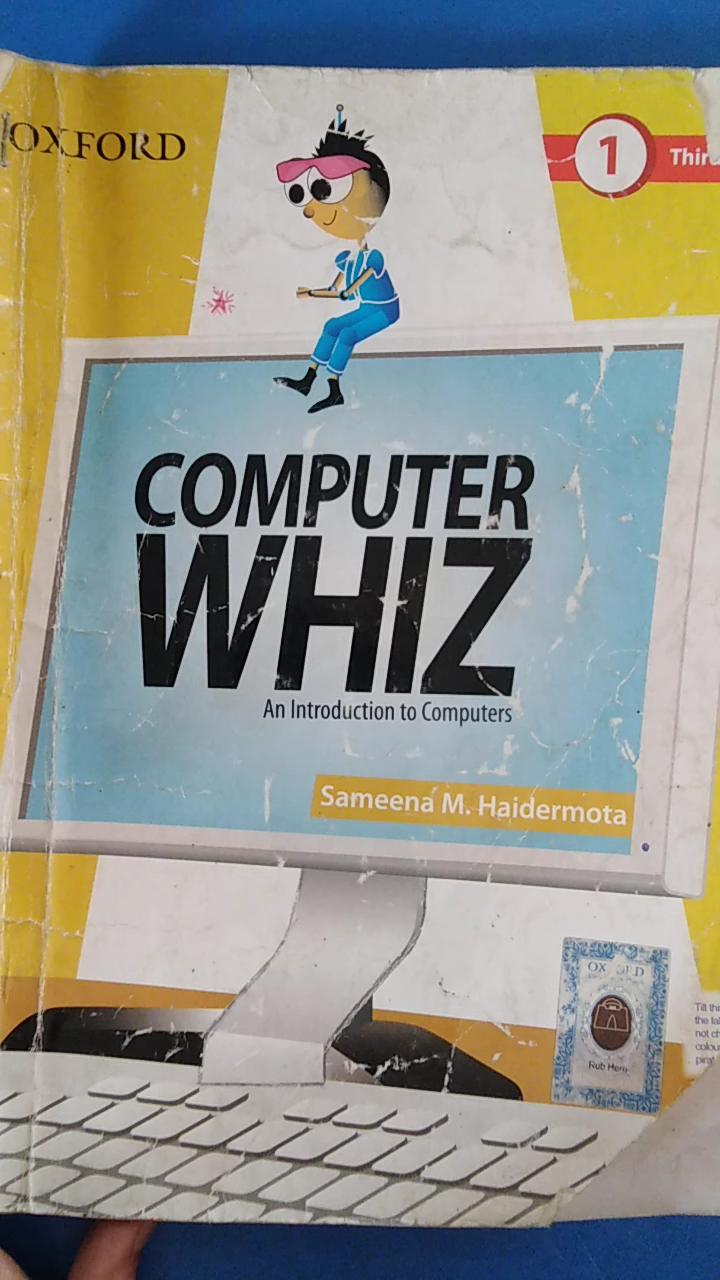 OXFORD
1
COMPUTER
WHIZ
An Introduction to Computers
Sameena M. Haidermota
Rub Here